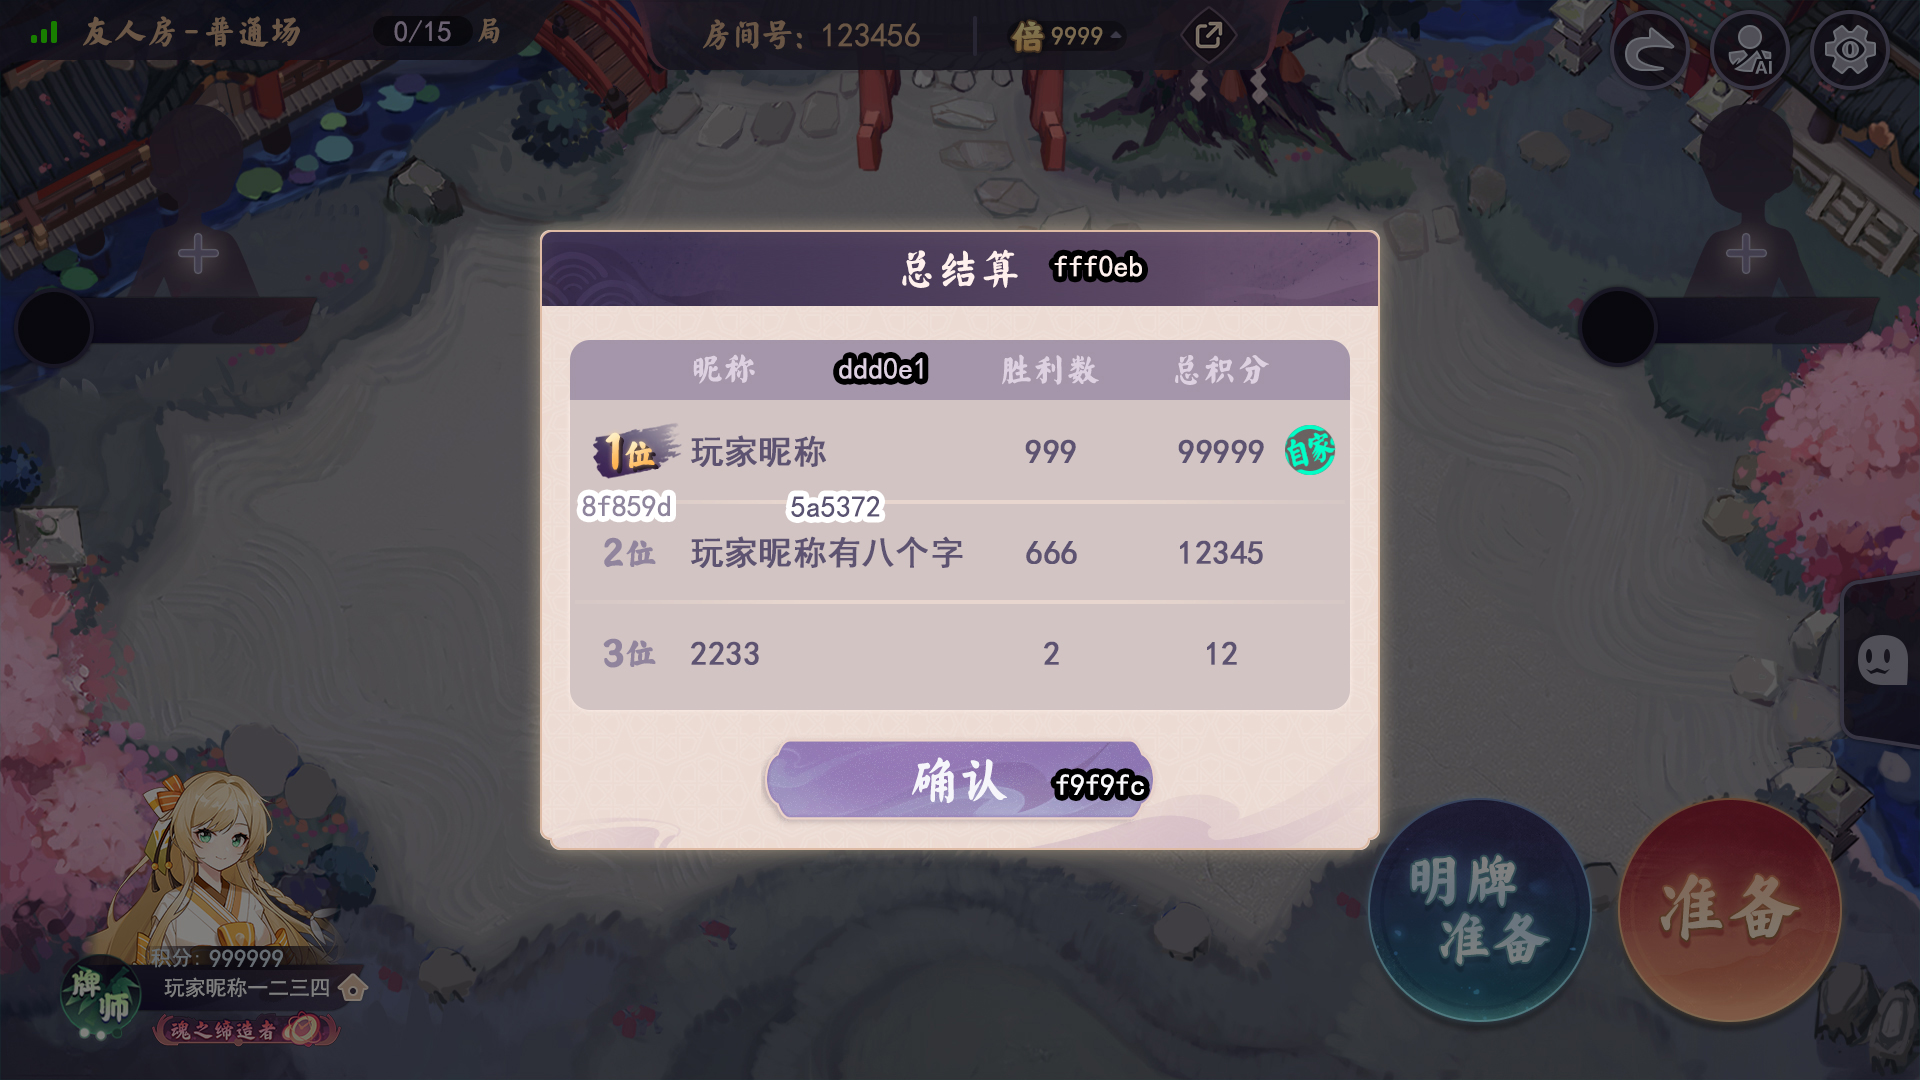 友人房-普通场
0/15 局
房间号：123456
倍 9999
AI
总结算 fff0eb
昵称 ddd0e1 胜利数 总积分
1位 玩家昵称 999 99999 自家
8f859d 5a5372
2位 玩家昵称有八个字 666 12345
3位 2233 2 12
确认 f9f9fc
积分：999999
牌师
玩家昵称一二三四
魂之缔造者
明牌
准备
准备